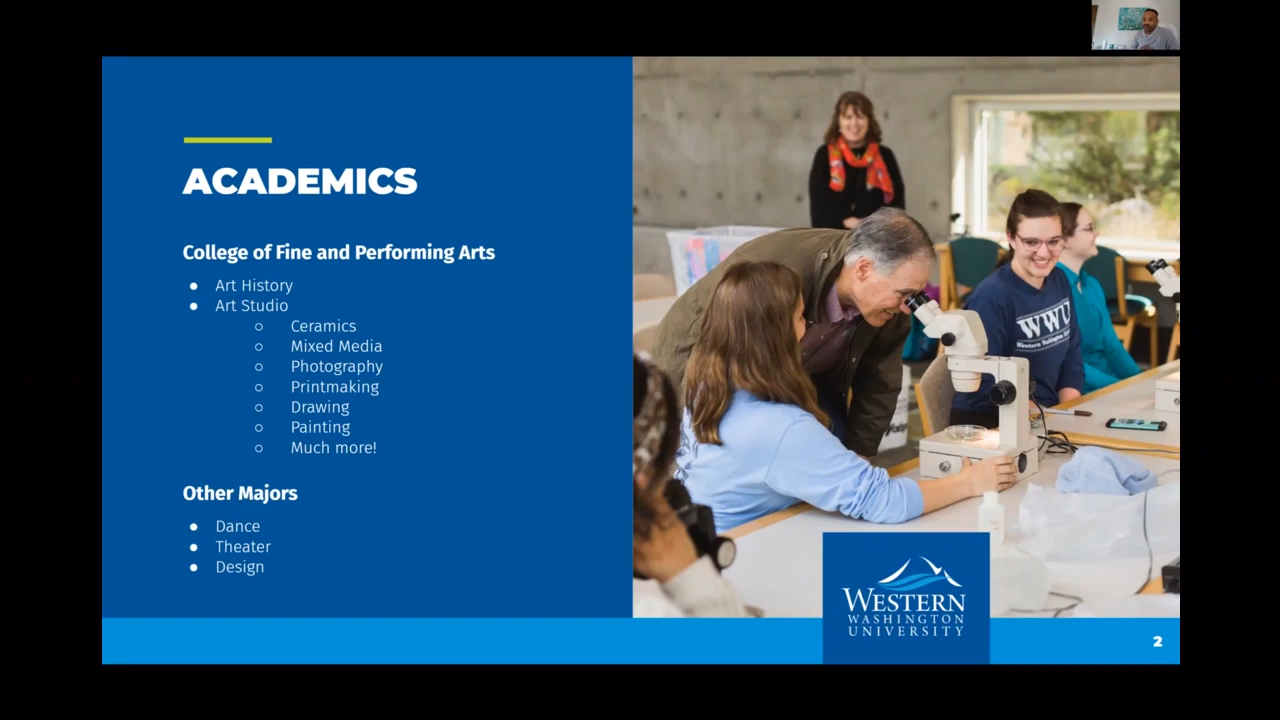 ACADEMICS
College of Fine and Performing Arts
● Art History
● Art Studio
○ Ceramics
○ Mixed Media
○ Photography
○ Printmaking
○ Drawing
○ Painting
○ Much more!
Other Majors
● Dance
● Theater
● Design
WWU
Western Washington
WESTERN
WASHINGTON
UNIVERSITY
2